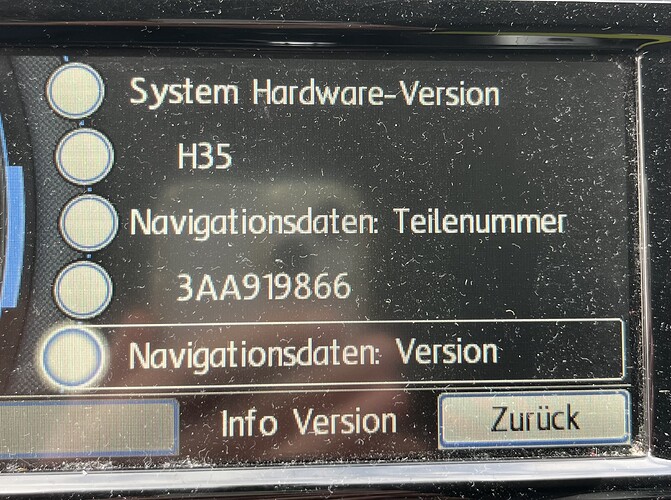 System Hardware-Version
H35
Navigationsdaten: Teilenummer
3AA919866
Navigationsdaten: Version
Info Version
Zurück